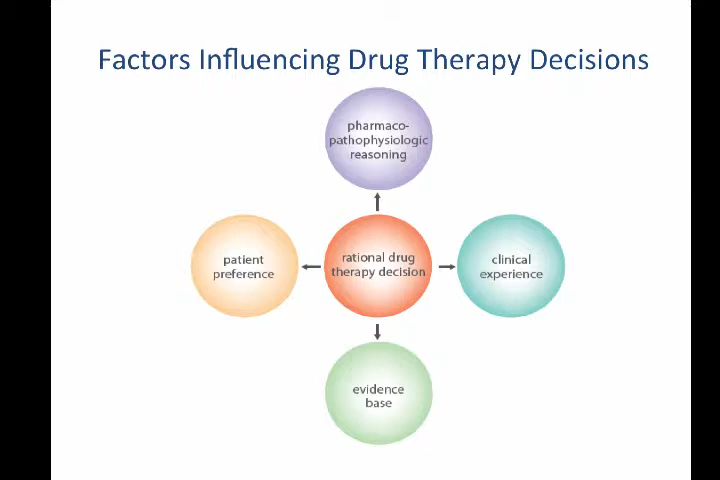 Factors Influencing Drug Therapy Decisions
pharmaco-
pathophysiologic
reasoning
patient
preference
rational drug
therapy decision
clinical
experience
evidence
base